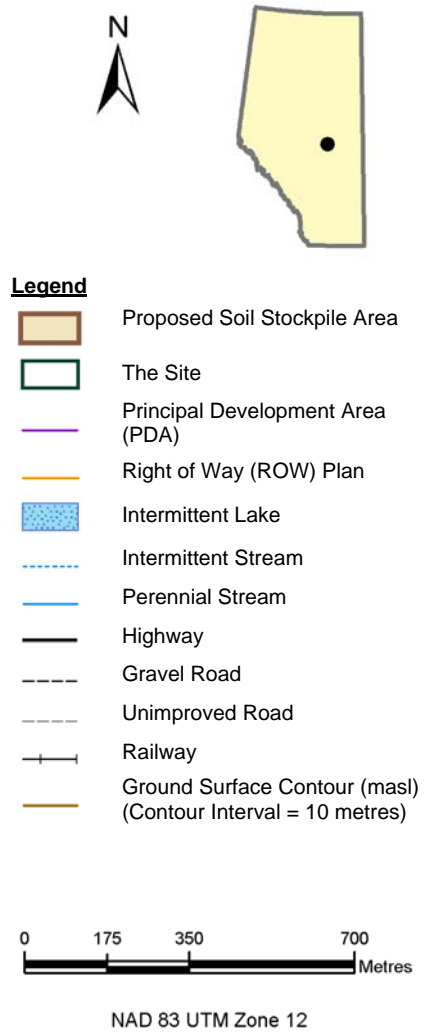 N
Legend
Proposed Soil Stockpile Area
The Site
Principal Development Area
(PDA)
Right of Way (ROW) Plan
Intermittent Lake
Intermittent Stream
Perennial Stream
Highway
Gravel Road
Unimproved Road
Railway
Ground Surface Contour (masl)
(Contour Interval = 10 metres)
0 175 350 700
Metres
NAD 83 UTM Zone 12